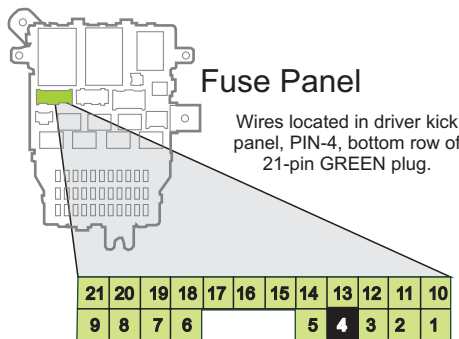 Fuse Panel
Wires located in driver kick
panel, PIN-4, bottom row of
21-pin GREEN plug.
21 20 19 18 17 16 15 14 13 12 11 10
9 8 7 6 5 4 3 2 1